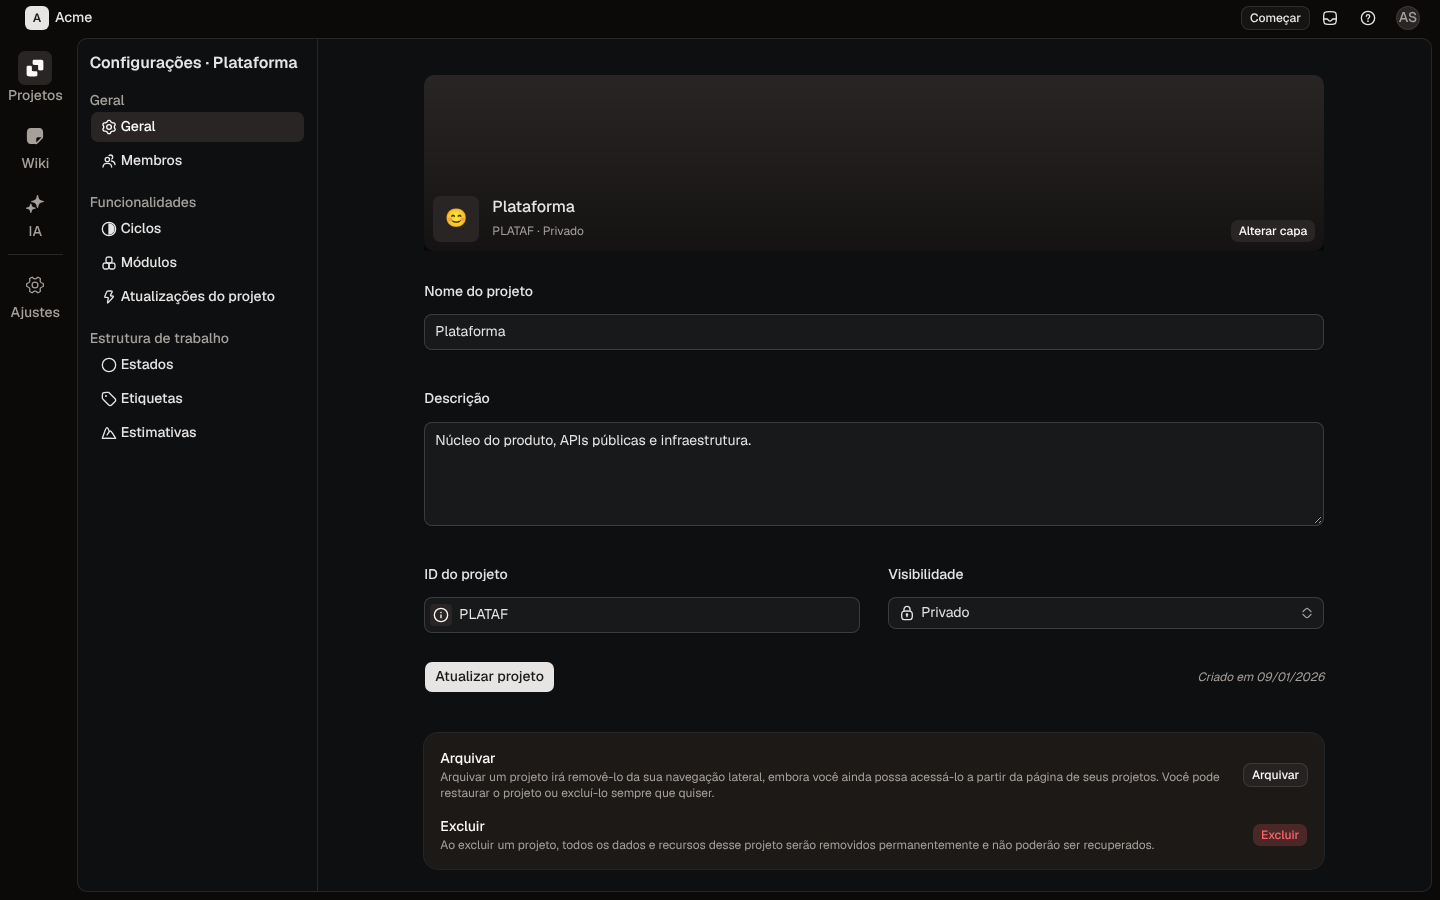 A Acme
Começar
AS
Projetos
Wiki
IA
Ajustes
Configurações · Plataforma
Geral
Geral
Membros
Funcionalidades
Ciclos
Módulos
Atualizações do projeto
Estrutura de trabalho
Estados
Etiquetas
Estimativas
Plataforma
PLATAF · Privado
Alterar capa
Nome do projeto
Plataforma
Descrição
Núcleo do produto, APIs públicas e infraestrutura.
ID do projeto
PLATAF
Visibilidade
Privado
Atualizar projeto
Criado em 09/01/2026
Arquivar
Arquivar um projeto irá removê-lo da sua navegação lateral, embora você ainda possa acessá-lo a partir da página de seus projetos. Você pode
restaurar o projeto ou excluí-lo sempre que quiser.
Arquivar
Excluir
Ao excluir um projeto, todos os dados e recursos desse projeto serão removidos permanentemente e não poderão ser recuperados.
Excluir